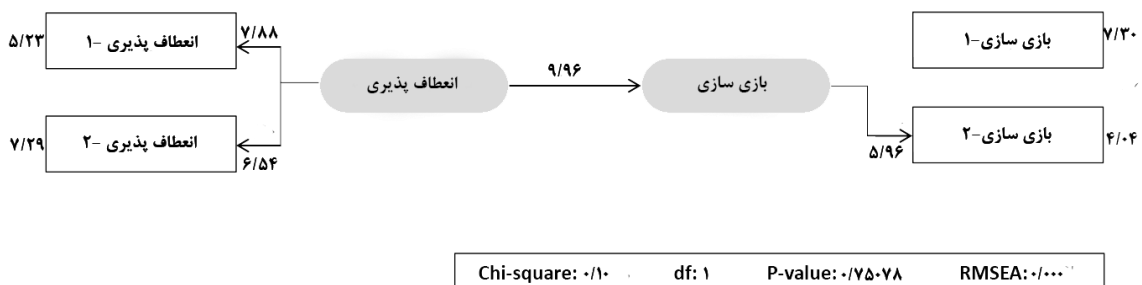 ۵/۲۳
انعطاف پذیری -۱
۷/۸۸
۷/۲۹
انعطاف پذیری -۲
۶/۵۴
انعطاف پذیری
۹/۹۶
بازی سازی
بازی سازی-۱
۷/۳۰
۵/۹۶
بازی سازی-۲
۴/۰۴
Chi-square: ۰/۱۰ df: ۱ P-value: ۰/۷۵۰۷۸ RMSEA: ۰/۰۰۰